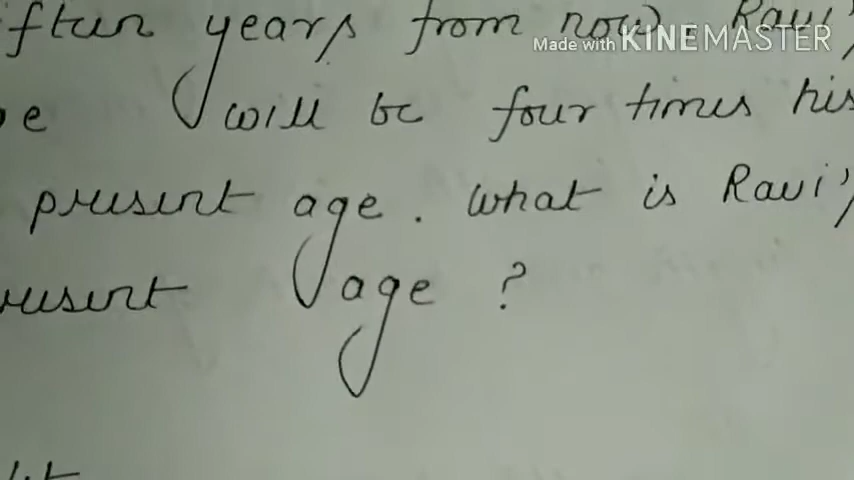 ftun years from now, Ravi's
Made with KINEMASTER
e will be four times his
present age. What is Ravi's
resent age ?